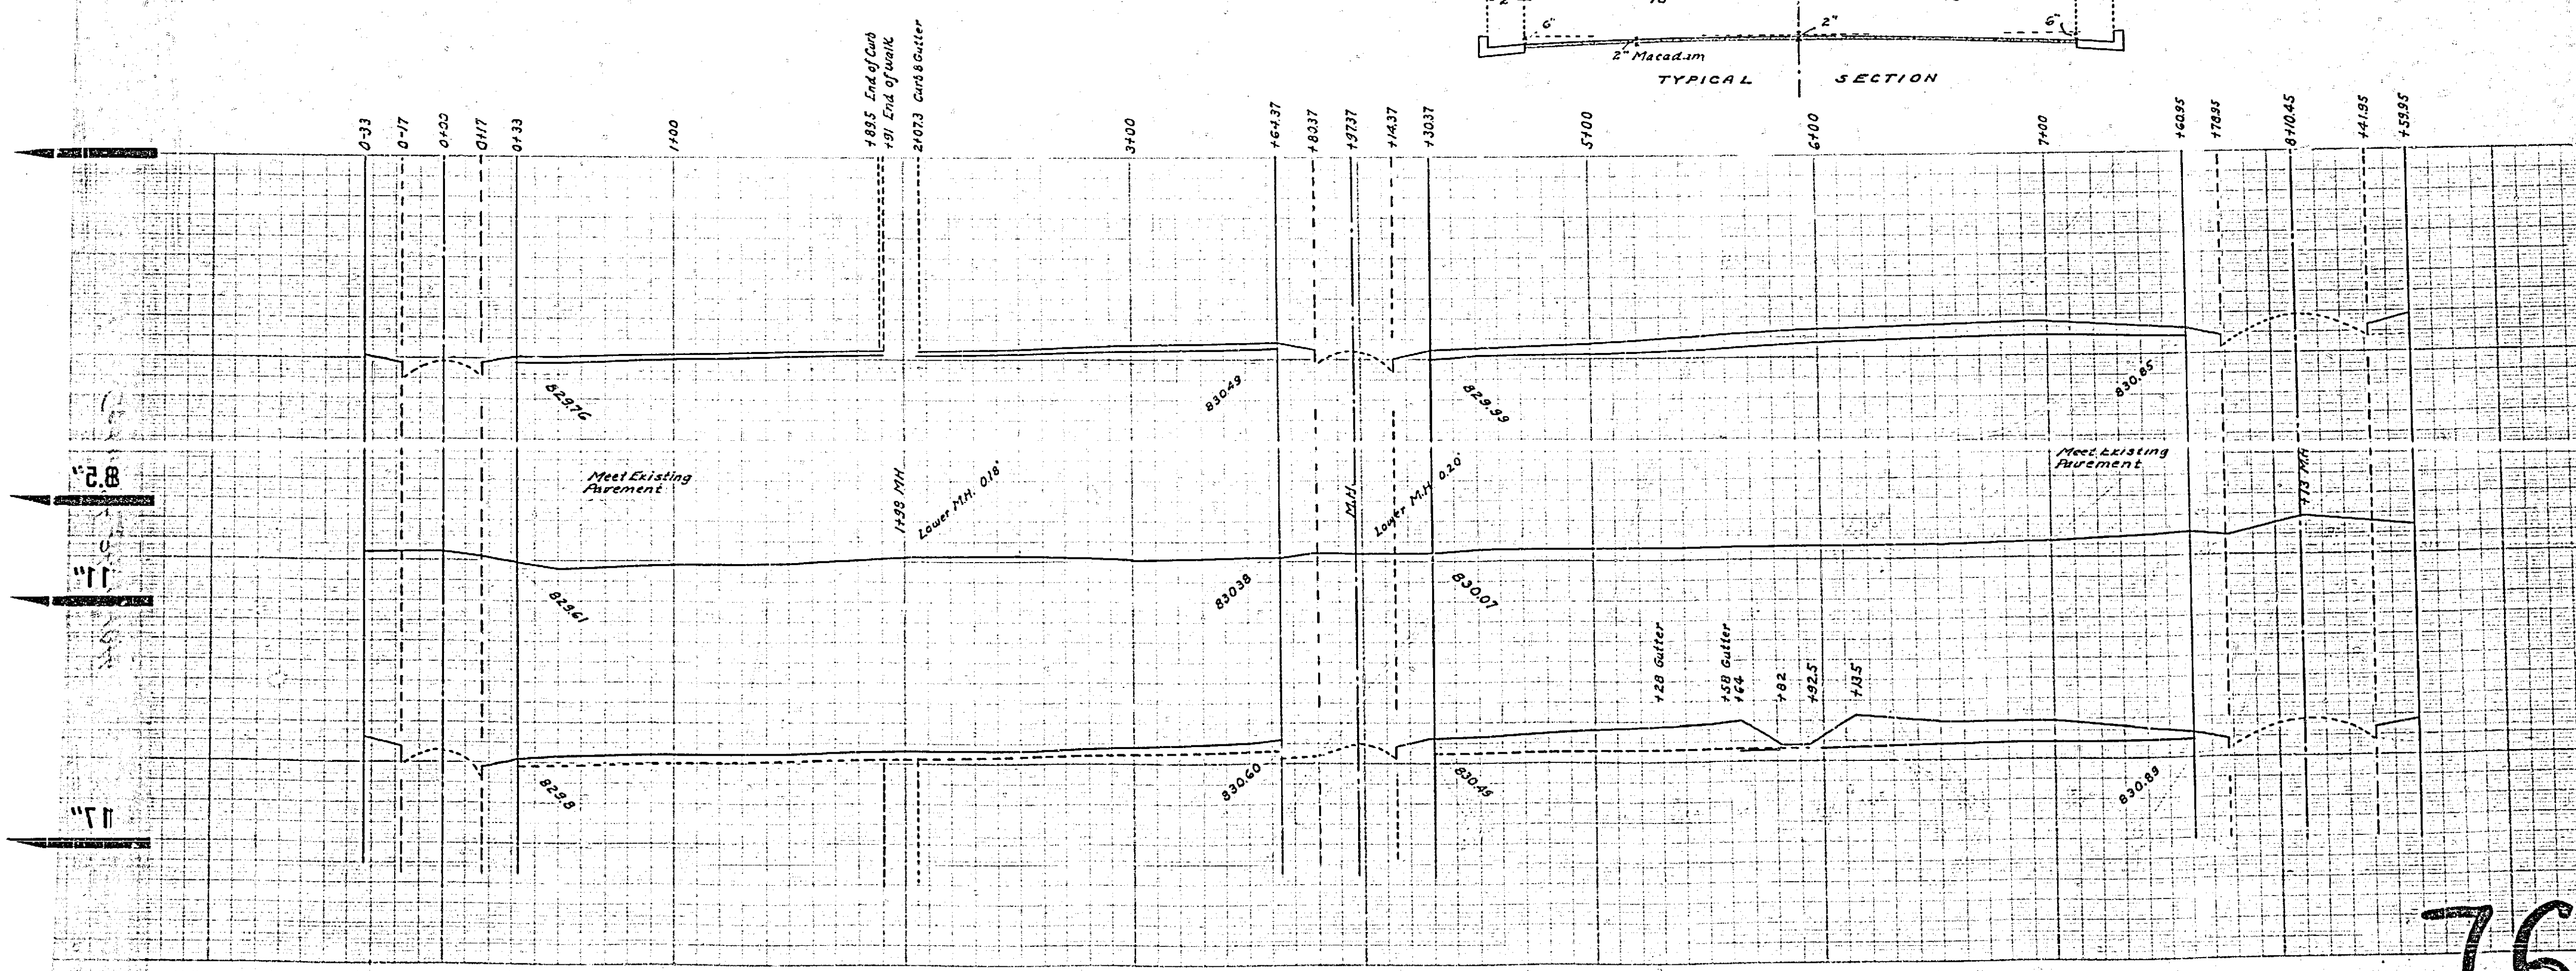 2
6"
2"
6"
2" Macadam
TYPICAL SECTION
0-33
0-17
0+00
0+17
0+33
1+00
+89.5 End of Curb
+91 End of Walk
2+07.3 Curb & Gutter
3+00
+64.37
+80.37
+97.37
+14.37
+30.37
5+00
6+00
7+00
+60.95
+78.95
8+10.45
+41.95
+59.95
829.76
830.49
829.99
830.85
8.5"
Meet Existing
Pavement
1+99 MH
Lower M.H. 0.18'
M.H.
Lower M.H. 0.20'
Meet Existing
Pavement
+13 M.H
11"
829.61
830.38
830.07
+28 Gutter
+58 Gutter
+64
+82
+92.5
+13.5
829.8
830.60
830.49
830.89
17"
76